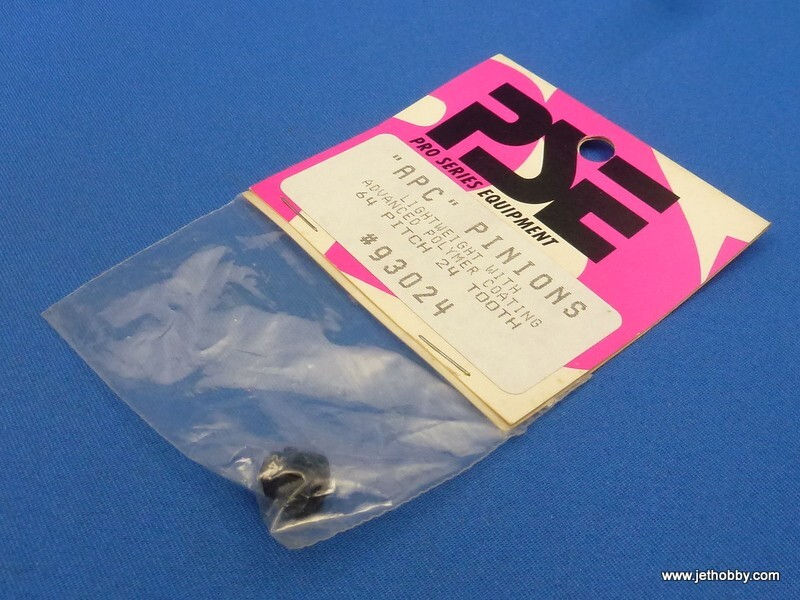 PSE
PRO SERIES EQUIPMENT
"APC" PINIONS
LIGHTWEIGHT WITH
ADVANCED POLYMER COATING
64 PITCH 24 TOOTH
#93024
www.jethobby.com